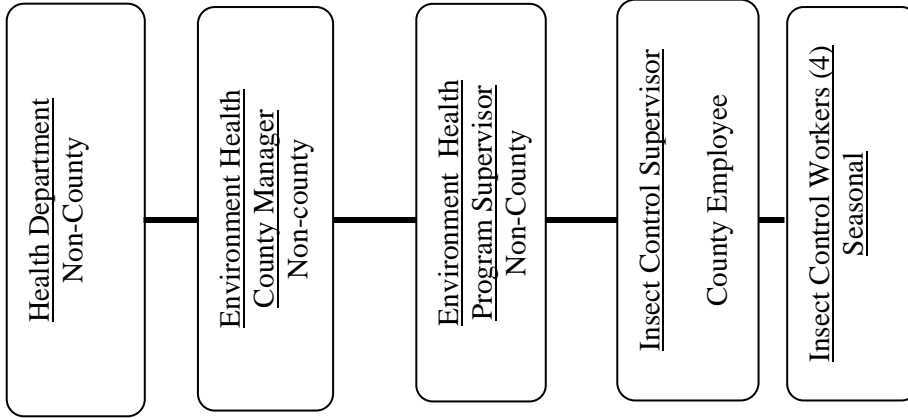 Health Department
Non-County
Environment Health
County Manager
Non-county
Environment Health
Program Supervisor
Non-County
Insect Control Supervisor
County Employee
Insect Control Workers (4)
Seasonal